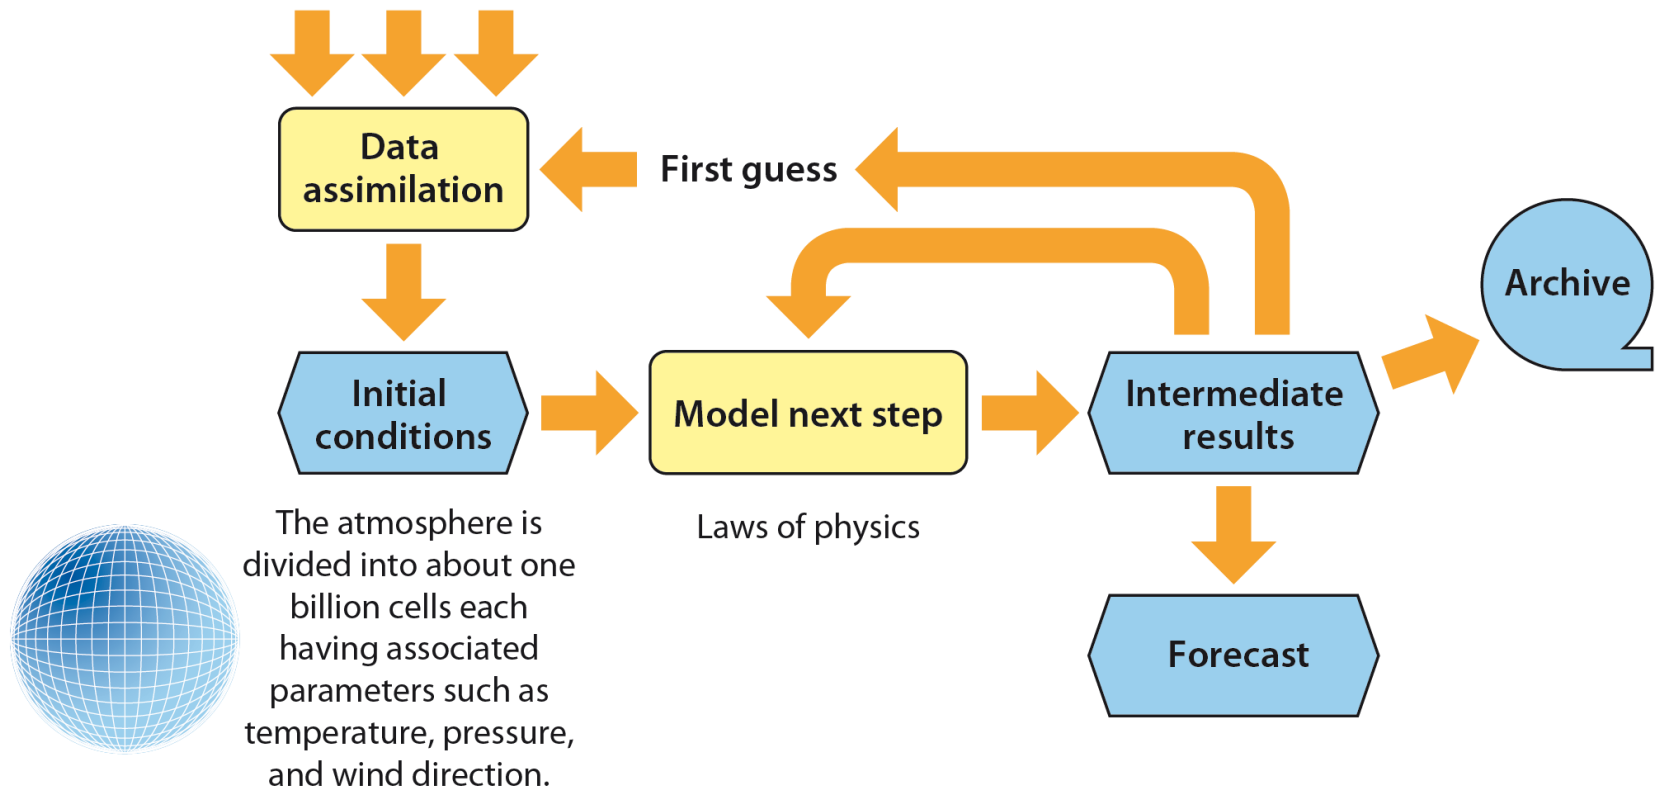 Data
assimilation
First guess
Archive
Initial
conditions
Model next step
Intermediate
results
The atmosphere is
divided into about one
billion cells each
having associated
parameters such as
temperature, pressure,
and wind direction.
Laws of physics
Forecast